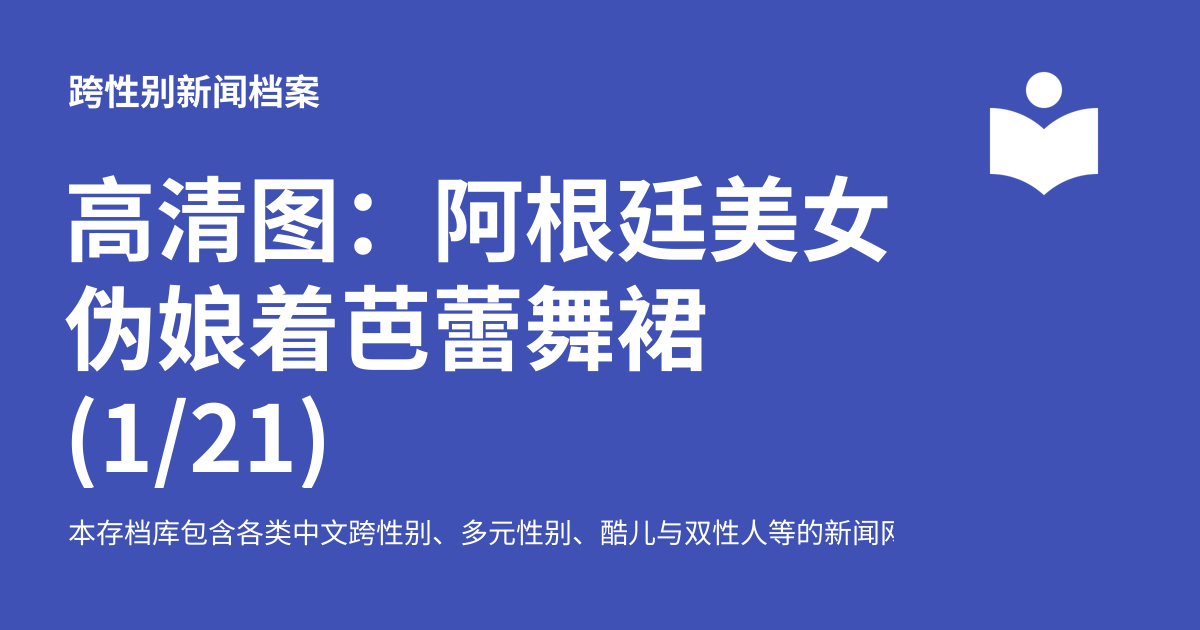 跨性别新闻档案
高清图：阿根廷美女
伪娘着芭蕾舞裙
(1/21)
本存档库包含各类中文跨性别、多元性别、酷儿与双性人等的新闻